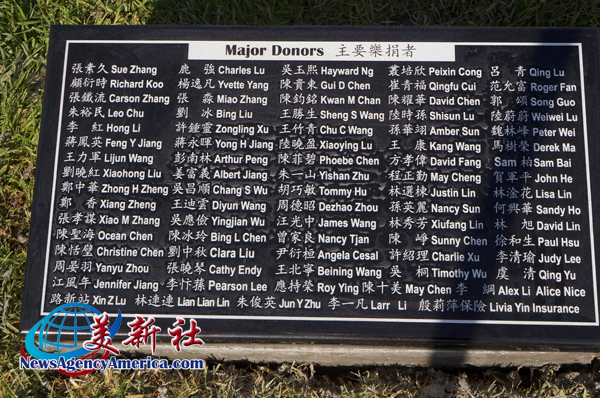 Major Donors 主要樂捐者
張素久 Sue Zhang 鹿 強 Charles Lu 吳玉熙 Hayward Ng 叢培欣 Peixin Cong 呂 青 Qing Lu
顧衍時 Richard Koo 楊逸凡 Yvette Yang 陳貴東 Gui D Chen 崔青福 Qingfu Cui 范允富 Roger Fan
張鐵流 Carson Zhang 張 淼 Miao Zhang 陳鈞銘 Kwan M Chan 陳耀華 David Chen 郭 頌 Song Guo
朱裕民 Leo Chu 劉 冰 Bing Liu 王勝生 Sheng S Wang 陸時孫 Shisun Lu 陸蔚蔚 Weiwei Lu
李 紅 Hong Li 許鍾靈 Zongling Xu 王竹青 Chu C Wang 孫華翊 Amber Sun 魏林峰 Peter Wei
蔣鳳英 Feng Y Jiang 蔣永暉 Yong H Jiang 陸曉盈 Xiaoying Lu 王 康 Kang Wang 馬樹榮 Derek Ma
王力軍 Lijun Wang 彭南林 Arthur Peng 陳菲碧 Phoebe Chen 方孝偉 David Fang Sam 柏 Sam Bai
劉曉紅 Xiaohong Liu 姜富義 Albert Jiang 朱一山 Yishan Zhu 程正勤 May Cheng 賀軍平 John He
鄭中華 Zhong H Zheng 吳昌順 Chang S Wu 胡巧敏 Tommy Hu 林選棟 Justin Lin 林淦花 Lisa Lin
鄭 香 Xiang Zheng 王迪雲 Diyun Wang 周德昭 Dezhao Zhou 孫英麗 Nancy Sun 何興華 Sandy Ho
張孝謀 Xiao M Zhang 吳應俊 Yingjian Wu 汪光中 James Wang 林秀芳 Xiufang Lin 林 旭 David Lin
陳聖海 Ocean Chen 陳冰玲 Bing L Chen 曾家良 Nancy Tjan 陳 崢 Sunny Chen 徐和生 Paul Hsu
陳恬璧 Christine Chen 劉中秋 Clara Liu 尹衍桓 Angela Cesal 許紹理 Charlie Xu 李清瑜 Judy Lee
周晏羽 Yanyu Zhou 張曉琴 Cathy Endy 王北寧 Beining Wang 吳 桐 Timothy Wu 虞 清 Qing Yu
江風年 Jennifer Jiang 李忻蓀 Pearson Lee 應持榮 Roy Ying 陳十美 May Chen 李 綱 Alex Li Alice Nice
路新站 Xin Z Lu 林連連 Lian Lian Lin 朱俊英 Jun Y Zhu 李一凡 Larr Li 殷莉萍保險 Livia Yin Insurance
美新社
NewsAgencyAmerica.Com